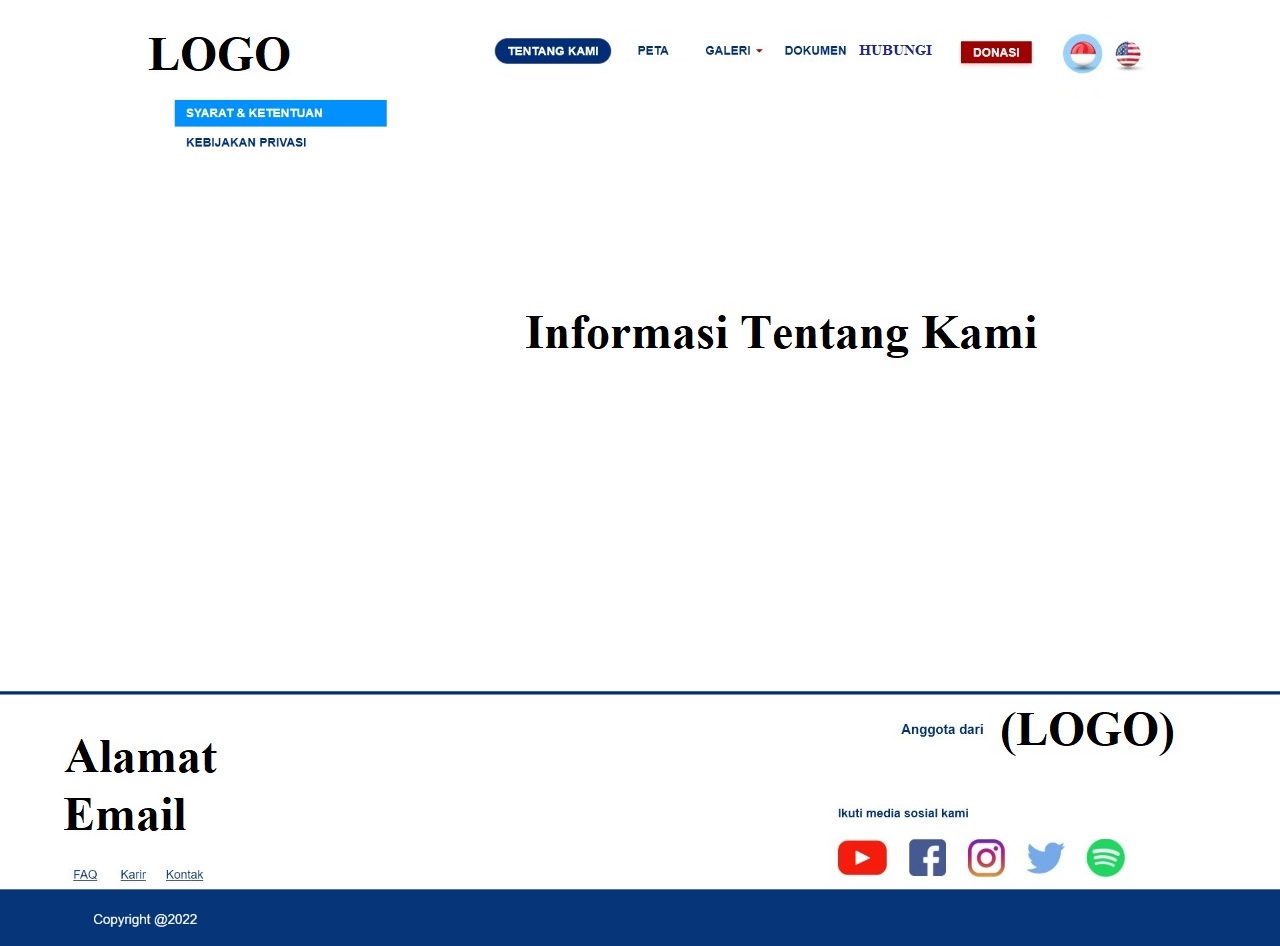 LOGO TENTANG KAMI PETA GALERI DOKUMEN HUBUNGI DONASI
SYARAT & KETENTUAN
KEBIJAKAN PRIVASI
Informasi Tentang Kami
Anggota dari (LOGO)
Alamat
Email
Ikuti media sosial kami
FAQ Karir Kontak
Copyright @2022